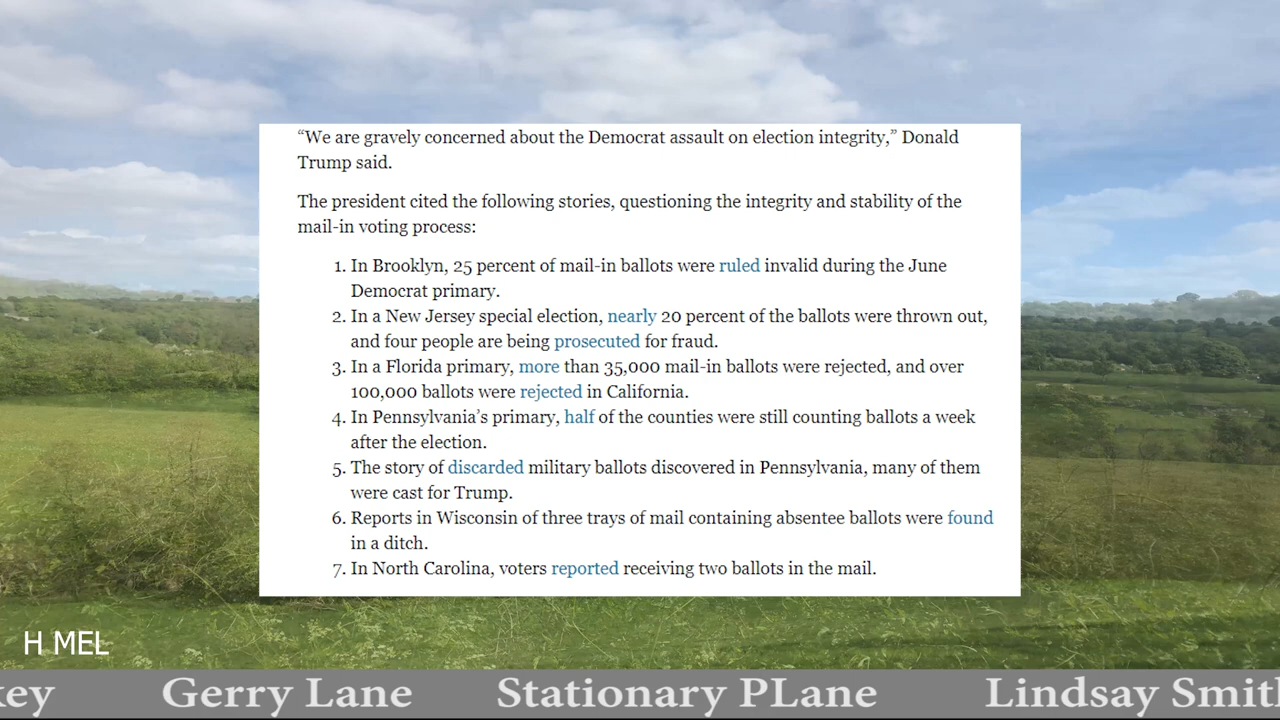 “We are gravely concerned about the Democrat assault on election integrity,” Donald
Trump said.
The president cited the following stories, questioning the integrity and stability of the
mail-in voting process:
1. In Brooklyn, 25 percent of mail-in ballots were ruled invalid during the June
Democrat primary.
2. In a New Jersey special election, nearly 20 percent of the ballots were thrown out,
and four people are being prosecuted for fraud.
3. In a Florida primary, more than 35,000 mail-in ballots were rejected, and over
100,000 ballots were rejected in California.
4. In Pennsylvania’s primary, half of the counties were still counting ballots a week
after the election.
5. The story of discarded military ballots discovered in Pennsylvania, many of them
were cast for Trump.
6. Reports in Wisconsin of three trays of mail containing absentee ballots were found
in a ditch.
7. In North Carolina, voters reported receiving two ballots in the mail.
H MEL
key Gerry Lane Stationary PLane Lindsay Smith